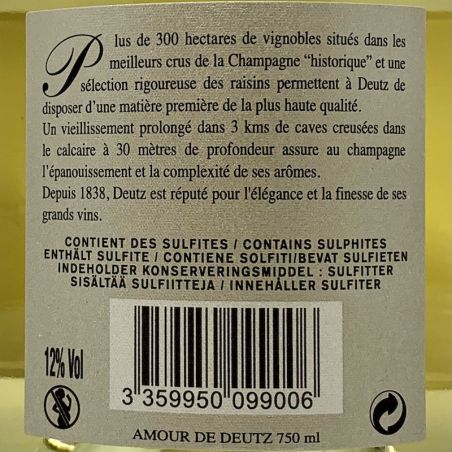 Plus de 300 hectares de vignobles situés dans les
meilleurs crus de la Champagne “historique” et une
sélection rigoureuse des raisins permettent à Deutz de
disposer d’une matière première de la plus haute qualité.
Un vieillissement prolongé dans 3 kms de caves creusées dans
le calcaire à 30 mètres de profondeur assure au champagne
l’épanouissement et la complexité de ses arômes.
Depuis 1838, Deutz est réputé pour l'élégance et la finesse de ses
grands vins.
CONTIENT DES SULFITES / CONTAINS SULPHITES
ENTHÄLT SULFITE / CONTIENE SOLFITI/BEVAT SULFIETEN
INDEHOLDER KONSERVERINGSMIDDEL : SULFITTER
SISÄLTÄÄ SULFIITTEJA / INNEHÅLLER SULFITER
12% Vol
3 359950 099006
AMOUR DE DEUTZ 750 ml